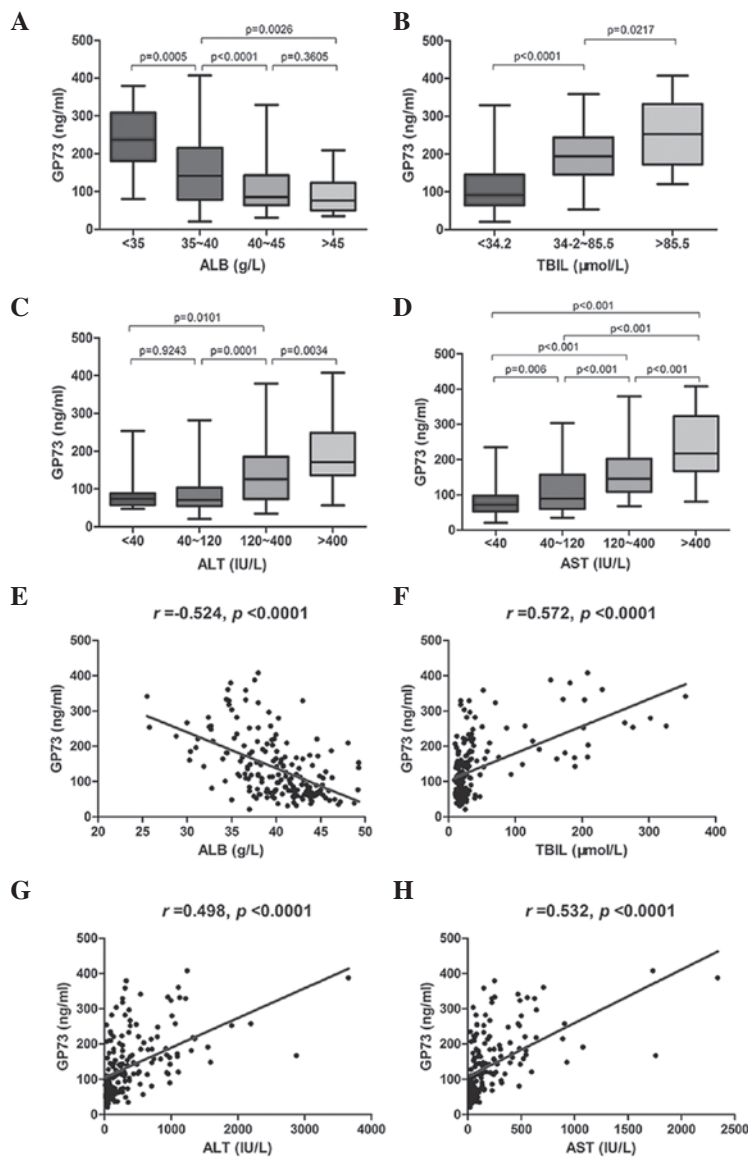 A
p=0.0026
p=0.0005 p<0.0001 p=0.3605
500
400
300
200
100
0
GP73 (ng/ml)
<35 35~40 40~45 >45
ALB (g/L)
B
p=0.0217
p<0.0001
500
400
300
200
100
0
GP73 (ng/ml)
<34.2 34-2~85.5 >85.5
TBIL (μmol/L)
C
p=0.0101
p=0.9243 p=0.0001 p=0.0034
500
400
300
200
100
0
GP73 (ng/ml)
<40 40~120 120~400 >400
ALT (IU/L)
D
p<0.001
p<0.001
p<0.001
p=0.006 p<0.001 p<0.001
500
400
300
200
100
0
GP73 (ng/ml)
<40 40~120 120~400 >400
AST (IU/L)
E
r =-0.524, p <0.0001
500
400
300
200
100
0
GP73 (ng/ml)
20 25 30 35 40 45 50
ALB (g/L)
F
r=0.572, p <0.0001
500
400
300
200
100
0
GP73 (ng/ml)
0 100 200 300 400
TBIL (μmol/L)
G
r =0.498, p <0.0001
500
400
300
200
100
0
GP73 (ng/ml)
0 1000 2000 3000 4000
ALT (IU/L)
H
r =0.532, p <0.0001
500
400
300
200
100
0
GP73 (ng/ml)
0 500 1000 1500 2000 2500
AST (IU/L)